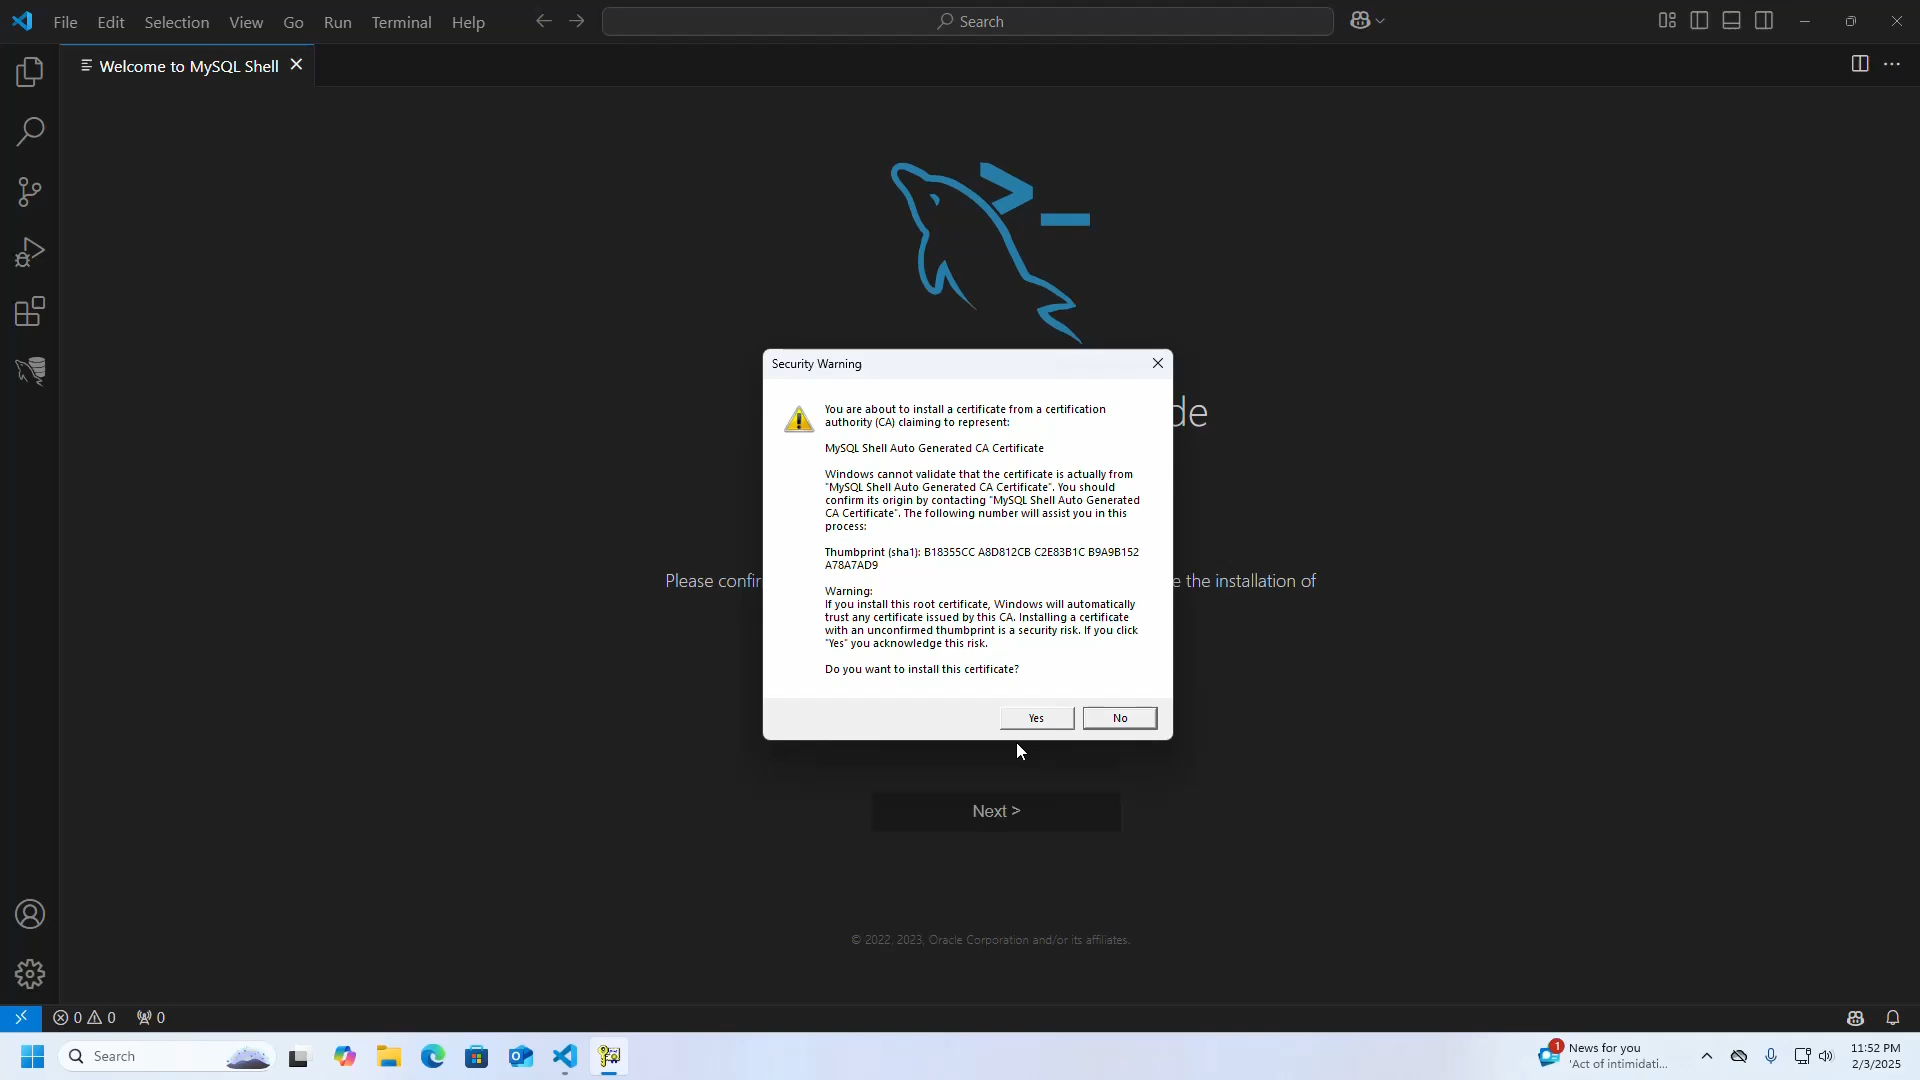 File Edit Selection View Go Run Terminal Help
Search
Welcome to MySQL Shell
de
Security Warning
You are about to install a certificate from a certification
authority (CA) claiming to represent:
MySQL Shell Auto Generated CA Certificate
Windows cannot validate that the certificate is actually from
"MySQL Shell Auto Generated CA Certificate". You should
confirm its origin by contacting "MySQL Shell Auto Generated
CA Certificate". The following number will assist you in this
process:
Thumbprint (sha1): B18355CC A8D812CB C2E83B1C B9A9B152
A78A7AD9
Please confir e the installation of
Warning:
If you install this root certificate, Windows will automatically
trust any certificate issued by this CA. Installing a certificate
with an unconfirmed thumbprint is a security risk. If you click
"Yes" you acknowledge this risk.
Do you want to install this certificate?
Yes No
Next >
© 2022, 2023, Oracle Corporation and/or its affiliates.
0 0 0
Search
News for you
'Act of intimidati...
1
11:52 PM
2/3/2025